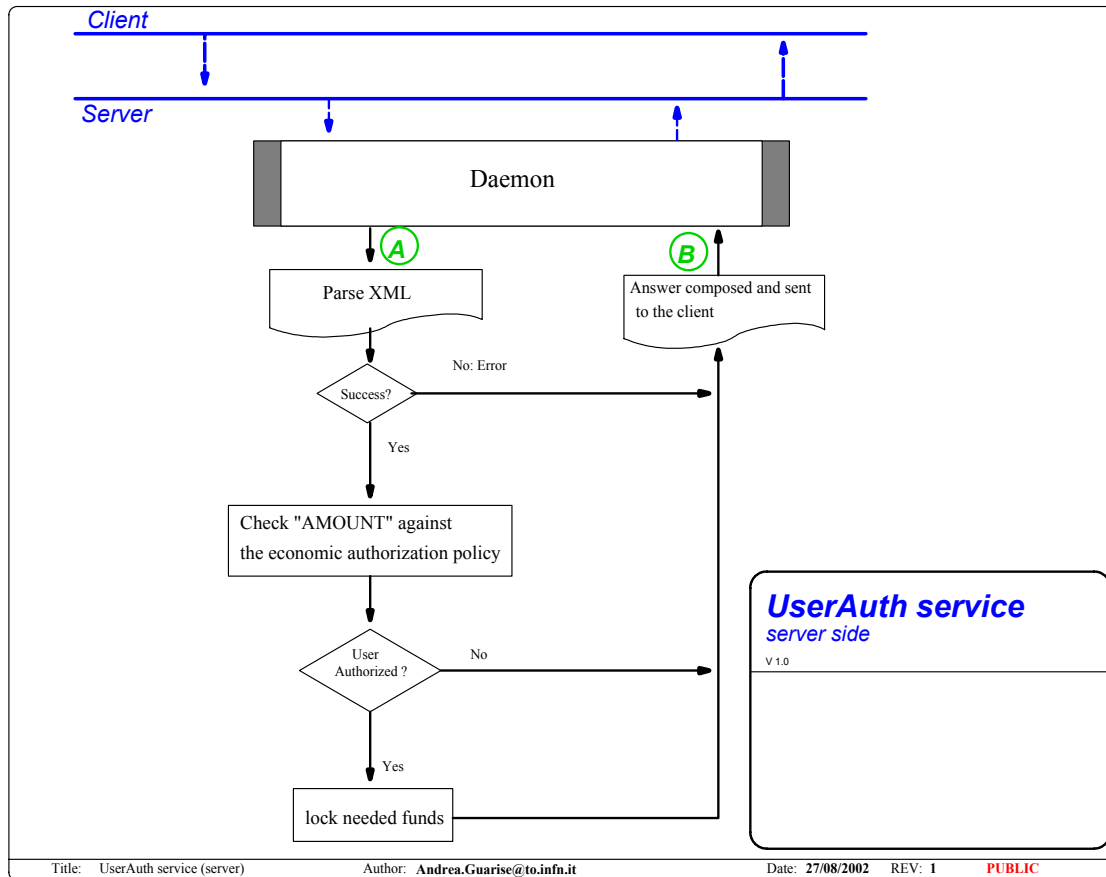 Client
Server
Daemon
A
B
Parse XML
Answer composed and sent
to the client
No: Error
Success?
Yes
Check "AMOUNT" against
the economic authorization policy
User
Authorized ?
No
Yes
lock needed funds
UserAuth service
server side
V 1.0
Title: UserAuth service (server) Author: Andrea.Guarise@to.infn.it Date: 27/08/2002 REV: 1 PUBLIC